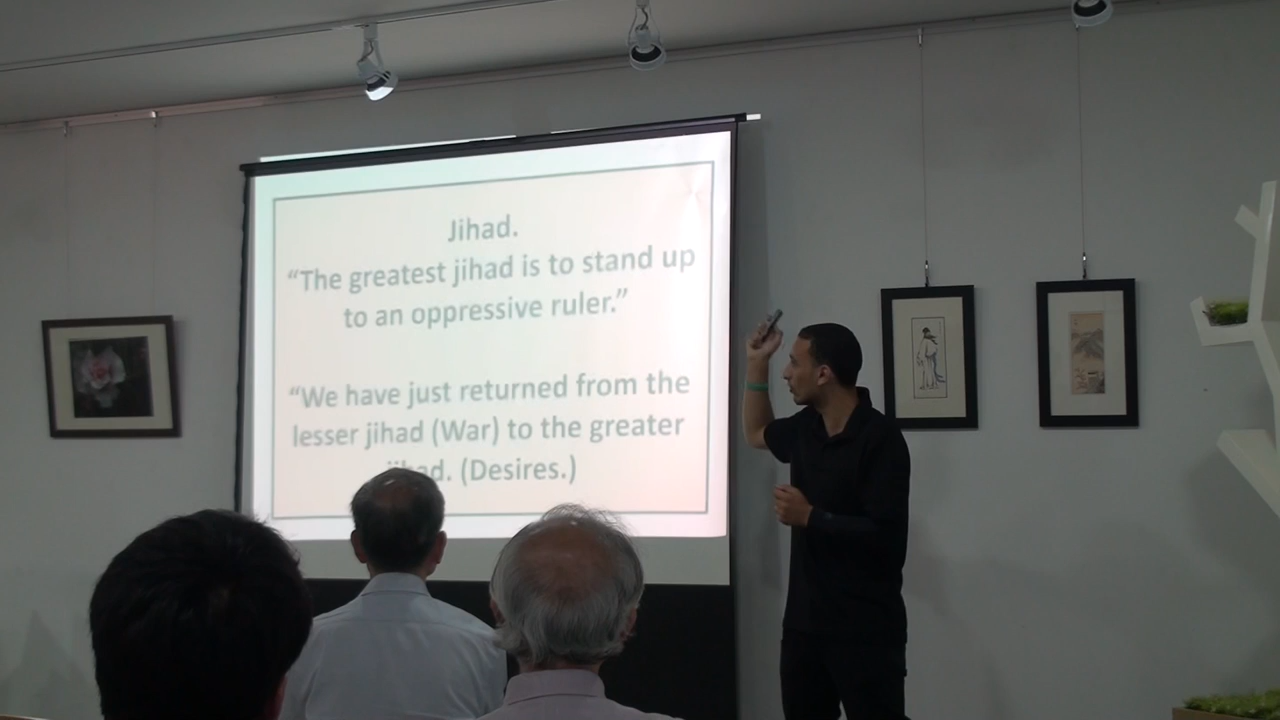 Jihad.
“The greatest jihad is to stand up
to an oppressive ruler.”
“We have just returned from the
lesser jihad (War) to the greater
jihad. (Desires.)